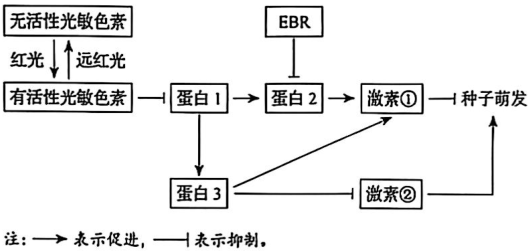 无活性光敏色素
EBR
红光
远红光
有活性光敏色素
蛋白1
蛋白2
激素①
种子萌发
蛋白3
激素②
注：→表示促进，⊣表示抑制。